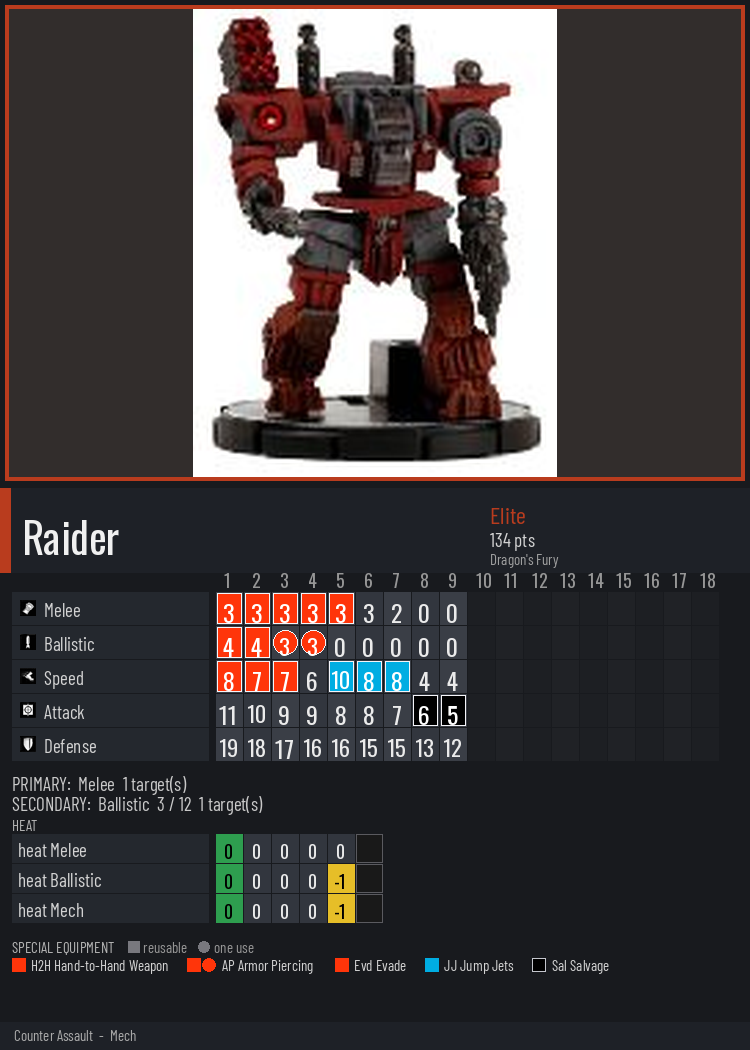 Raider
Elite
134 pts
Dragon's Fury
1 2 3 4 5 6 7 8 9 10 11 12 13 14 15 16 17 18
Melee 3 3 3 3 3 3 2 0 0
Ballistic 4 4 3 3 0 0 0 0 0
Speed 8 7 7 6 10 8 8 4 4
Attack 11 10 9 9 8 8 7 6 5
Defense 19 18 17 16 16 15 15 13 12
PRIMARY: Melee 1 target(s)
SECONDARY: Ballistic 3 / 12 1 target(s)
HEAT
heat Melee 0 0 0 0 0
heat Ballistic 0 0 0 0 -1
heat Mech 0 0 0 0 -1
SPECIAL EQUIPMENT reusable one use
H2H Hand-to-Hand Weapon AP Armor Piercing Evd Evade JJ Jump Jets Sal Salvage
Counter Assault - Mech